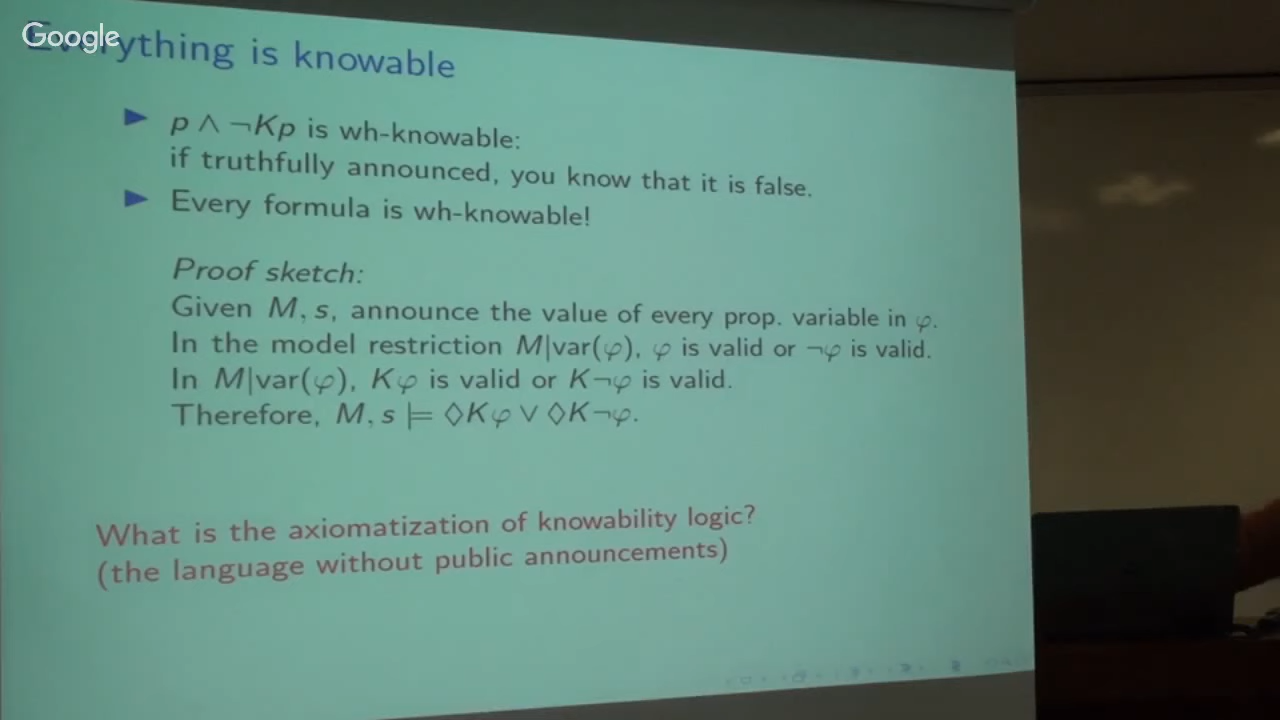 Google
Everything is knowable
▶ p ∧ ¬Kp is wh-knowable:
if truthfully announced, you know that it is false.
▶ Every formula is wh-knowable!
Proof sketch:
Given M, s, announce the value of every prop. variable in φ.
In the model restriction M|var(φ), φ is valid or ¬φ is valid.
In M|var(φ), Kφ is valid or K¬φ is valid.
Therefore, M, s ⊨ ◊Kφ ∨ ◊K¬φ.
What is the axiomatization of knowability logic?
(the language without public announcements)